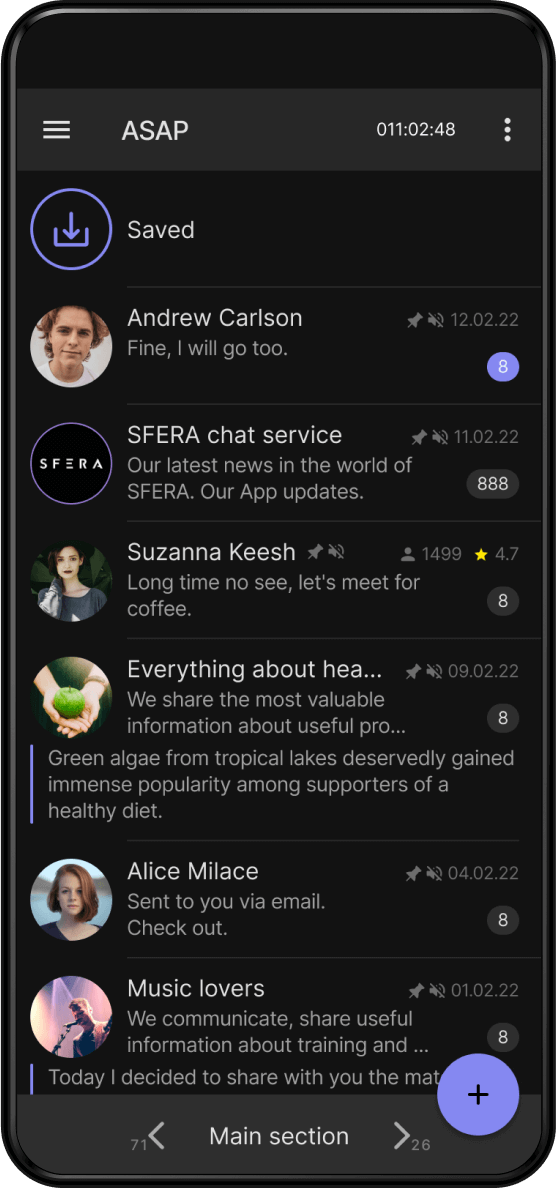 ASAP 011:02:48
Saved
Andrew Carlson 12.02.22
Fine, I will go too.
8
SFERA
SFERA chat service 11.02.22
Our latest news in the world of
SFERA. Our App updates.
888
Suzanna Keesh 1499 4.7
Long time no see, let's meet for
coffee.
8
Everything about hea... 09.02.22
We share the most valuable
information about useful pro...
8
Green algae from tropical lakes deservedly gained
immense popularity among supporters of a
healthy diet.
Alice Milace 04.02.22
Sent to you via email.
Check out.
8
Music lovers 01.02.22
We communicate, share useful
information about training and ...
8
Today I decided to share with you the mat
+
71 Main section 26